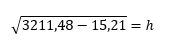 √3211,48 − 15,21 = h